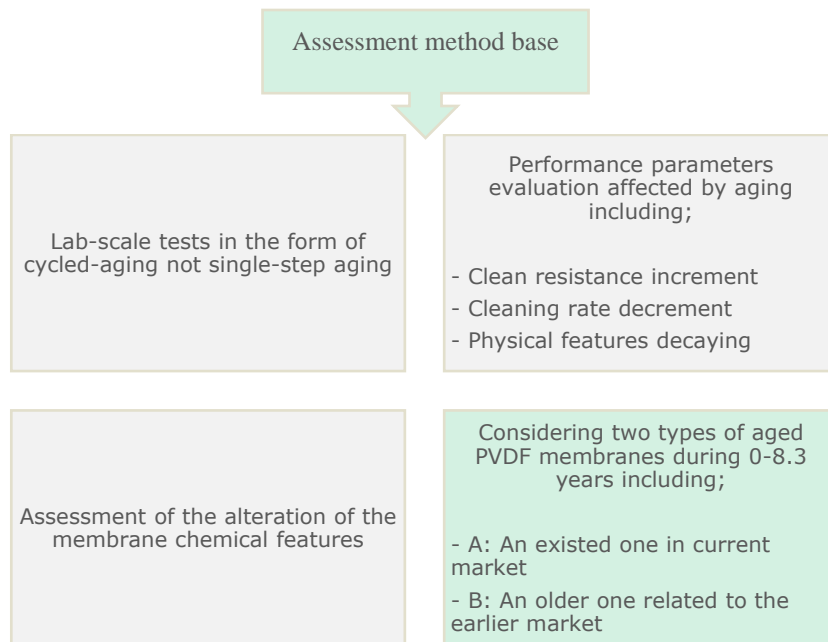 Assessment method base
Lab-scale tests in the form of
cycled-aging not single-step aging
Performance parameters
evaluation affected by aging
including;
- Clean resistance increment
- Cleaning rate decrement
- Physical features decaying
Assessment of the alteration of the
membrane chemical features
Considering two types of aged
PVDF membranes during 0-8.3
years including;
- A: An existed one in current
market
- B: An older one related to the
earlier market